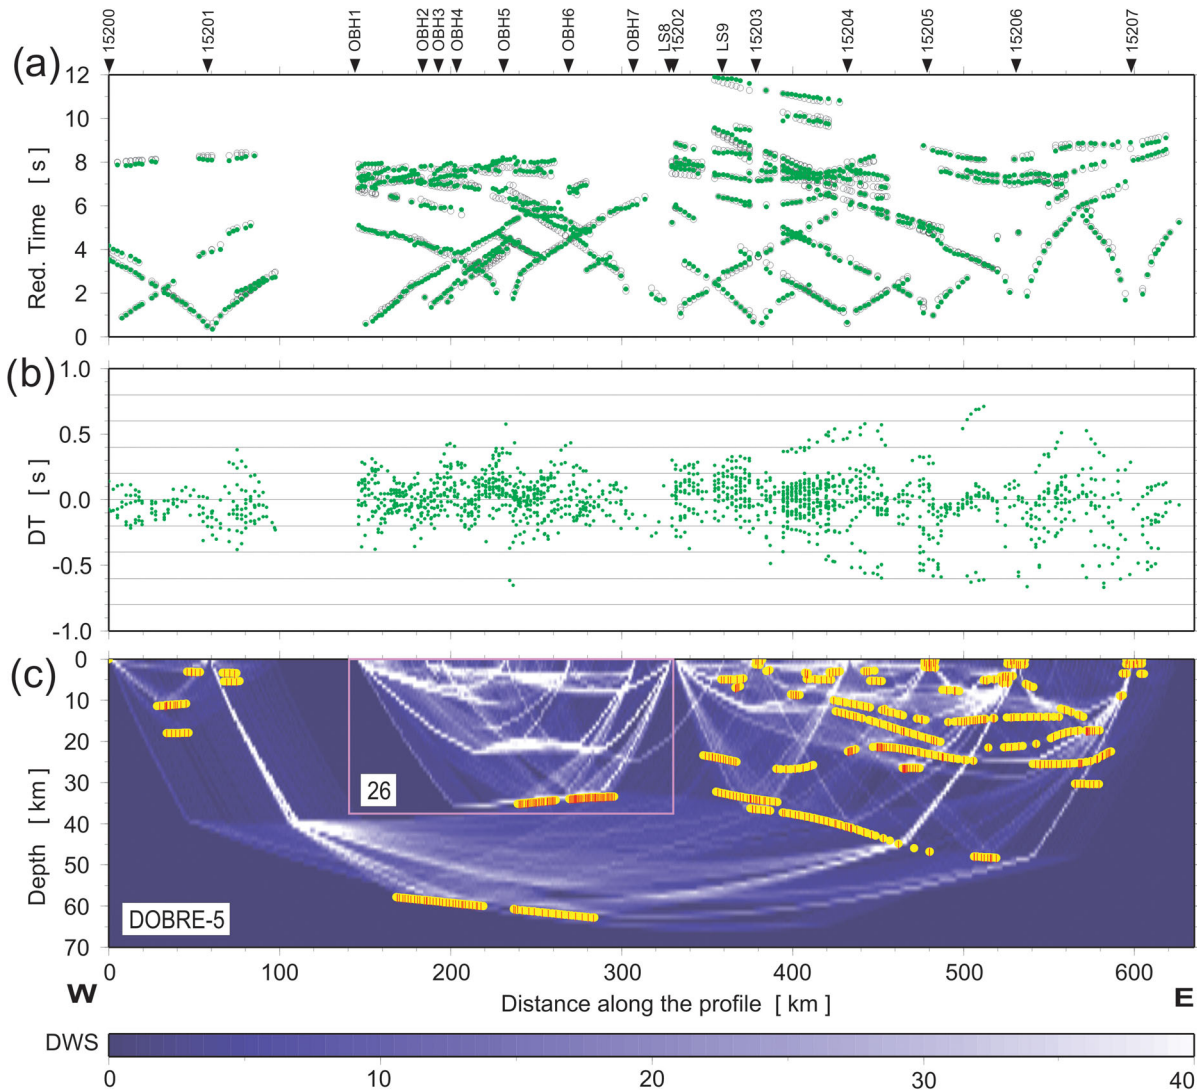 15200 15201 OBH1 OBH2 OBH3 OBH4 OBH5 OBH6 OBH7 LS8 15202 LS9 15203 15204 15205 15206 15207
(a)
12
10
8
6
4
2
0
Red. Time [ s ]
(b)
1.0
0.5
0.0
-0.5
-1.0
DT [ s ]
(c)
0
10
20
30
40
50
60
70
Depth [ km ]
26
DOBRE-5
0 100 200 300 400 500 600
W Distance along the profile [ km ] E
DWS
0 10 20 30 40